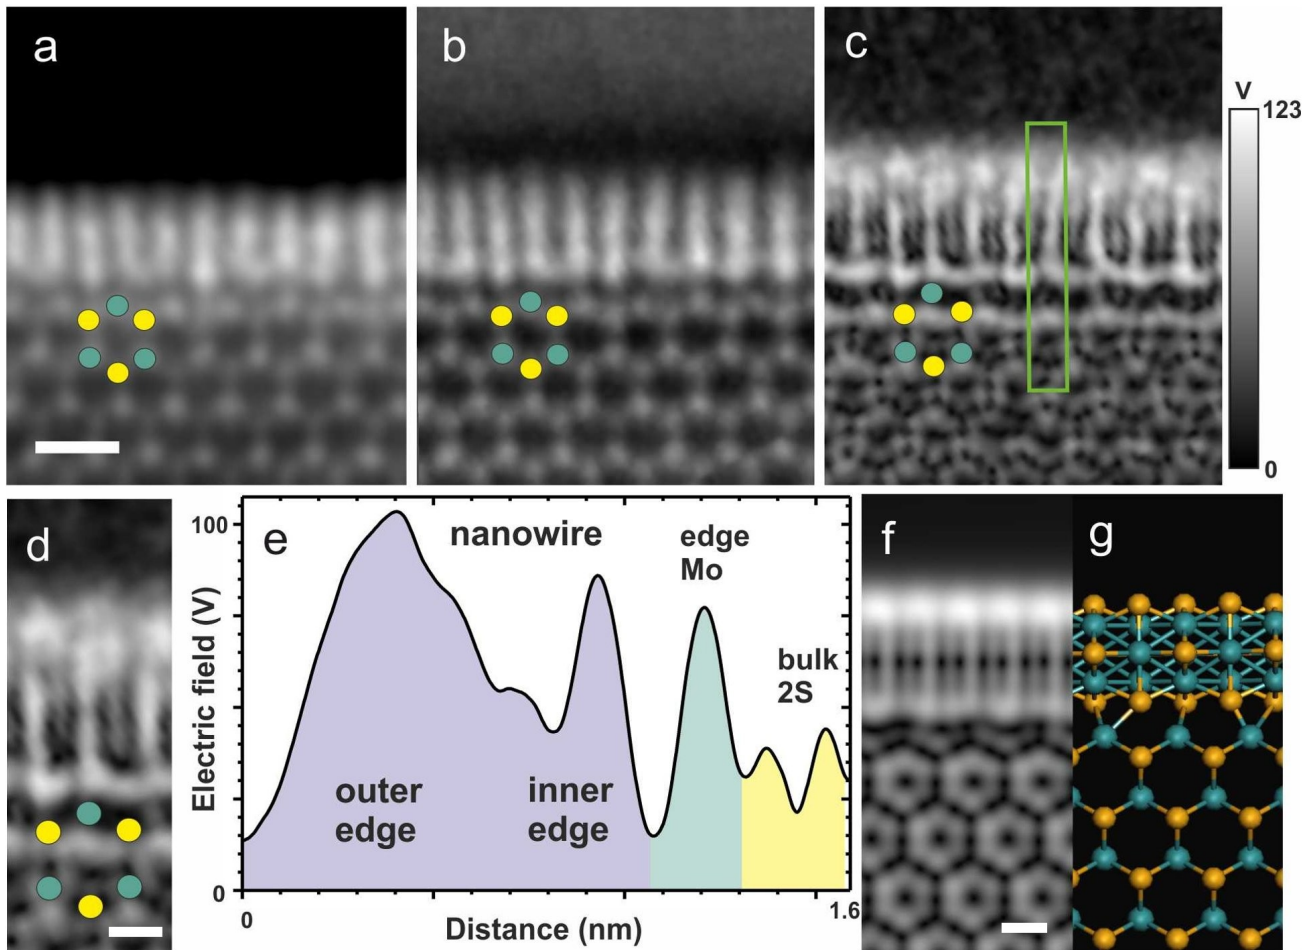 a
b
c
V
123
0
d
e
nanowire
edge
Mo
bulk
2S
outer
edge
inner
edge
100
0
Electric field (V)
0
1.6
Distance (nm)
f
g